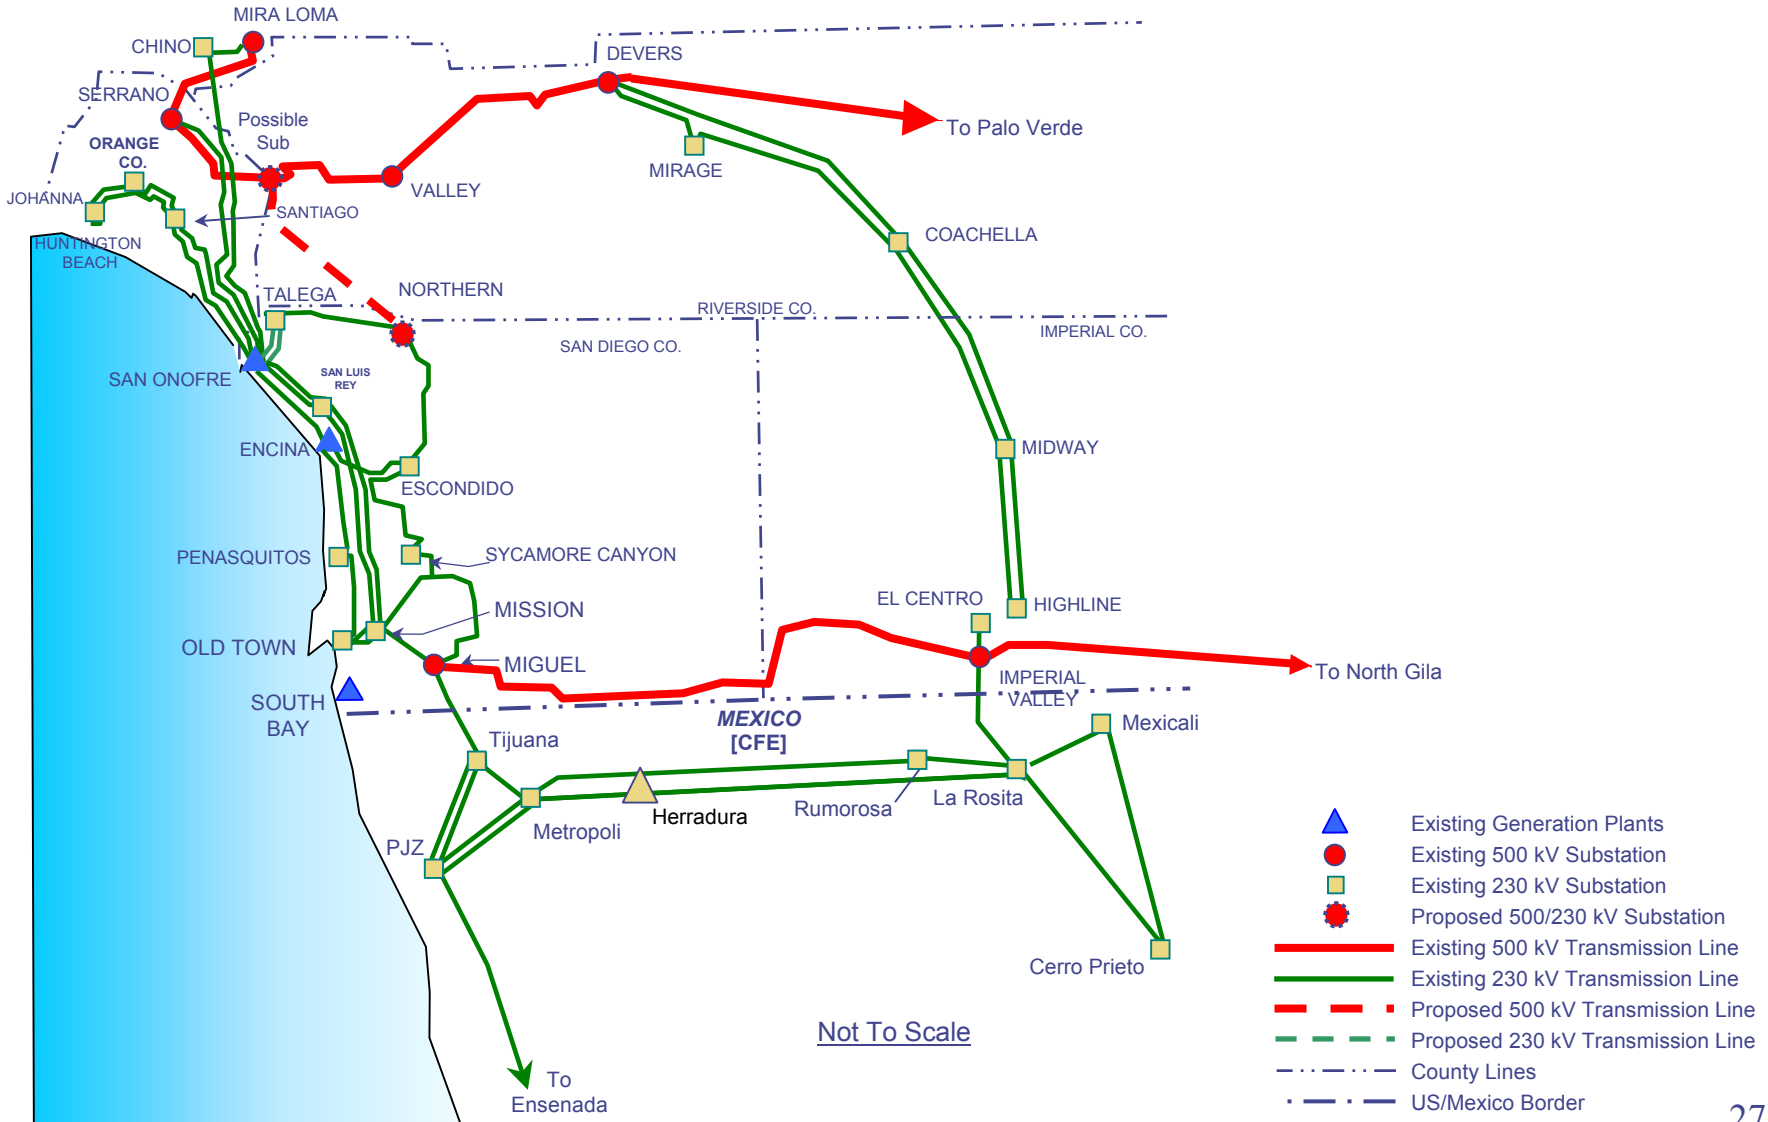 MIRA LOMA
CHINO
DEVERS
SERRANO
Possible
Sub
To Palo Verde
ORANGE
CO.
MIRAGE
VALLEY
JOHANNA
SANTIAGO
COACHELLA
HUNTINGTON
BEACH
TALEGA
NORTHERN
RIVERSIDE CO.
IMPERIAL CO.
SAN DIEGO CO.
SAN ONOFRE
SAN LUIS
REY
ENCINA
MIDWAY
ESCONDIDO
PENASQUITOS
SYCAMORE CANYON
EL CENTRO
HIGHLINE
MISSION
OLD TOWN
MIGUEL
To North Gila
IMPERIAL
VALLEY
SOUTH
BAY
MEXICO
[CFE]
Mexicali
Tijuana
La Rosita
Rumorosa
Herradura
Metropoli
PJZ
Cerro Prieto
Not To Scale
To
Ensenada
Existing Generation Plants
Existing 500 kV Substation
Existing 230 kV Substation
Proposed 500/230 kV Substation
Existing 500 kV Transmission Line
Existing 230 kV Transmission Line
Proposed 500 kV Transmission Line
Proposed 230 kV Transmission Line
County Lines
US/Mexico Border
27